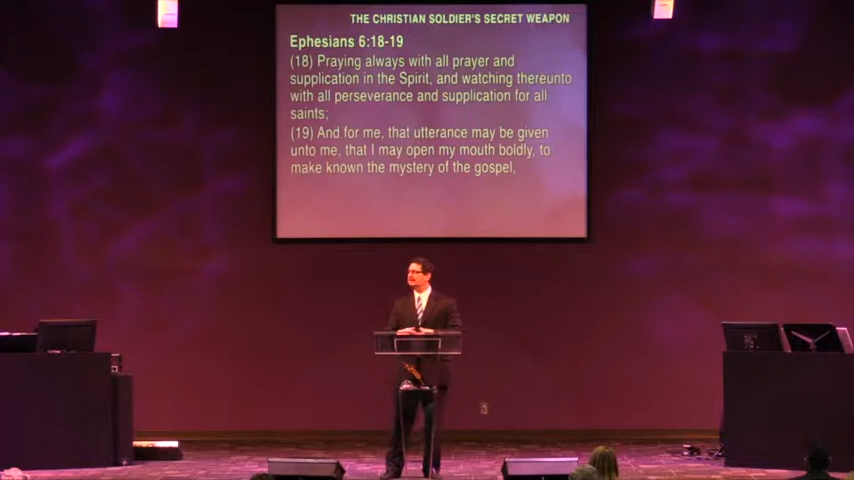 THE CHRISTIAN SOLDIER'S SECRET WEAPON
Ephesians 6:18-19
(18) Praying always with all prayer and
supplication in the Spirit, and watching thereunto
with all perseverance and supplication for all
saints;
(19) And for me, that utterance may be given
unto me, that I may open my mouth boldly, to
make known the mystery of the gospel,